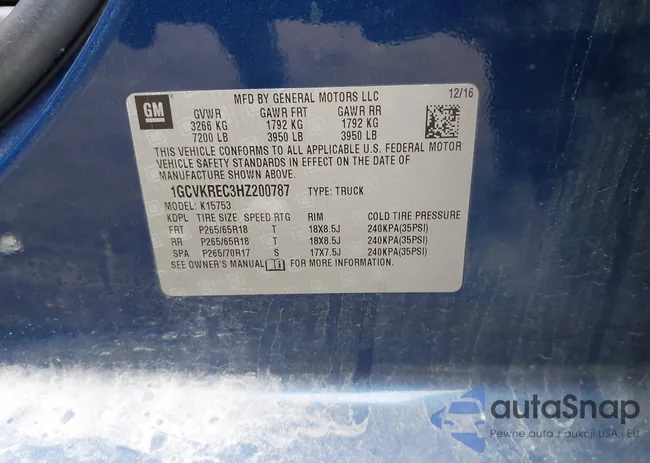 GM
MFD BY GENERAL MOTORS LLC
12/16
GVWR GAWR FRT GAWR RR
3266 KG 1792 KG 1792 KG
7200 LB 3950 LB 3950 LB
THIS VEHICLE CONFORMS TO ALL APPLICABLE U.S. FEDERAL MOTOR
VEHICLE SAFETY STANDARDS IN EFFECT ON THE DATE OF
MANUFACTURE SHOWN ABOVE.
1GCVKREC3HZ200787 TYPE: TRUCK
MODEL: K15753
KDPL TIRE SIZE SPEED RTG RIM COLD TIRE PRESSURE
FRT P265/65R18 T 18X8.5J 240KPA(35PSI)
RR P265/65R18 T 18X8.5J 240KPA(35PSI)
SPA P265/70R17 S 17X7.5J 240KPA(35PSI)
SEE OWNER'S MANUAL FOR MORE INFORMATION
autaSnap
Pewne auta z aukcji USA i EU